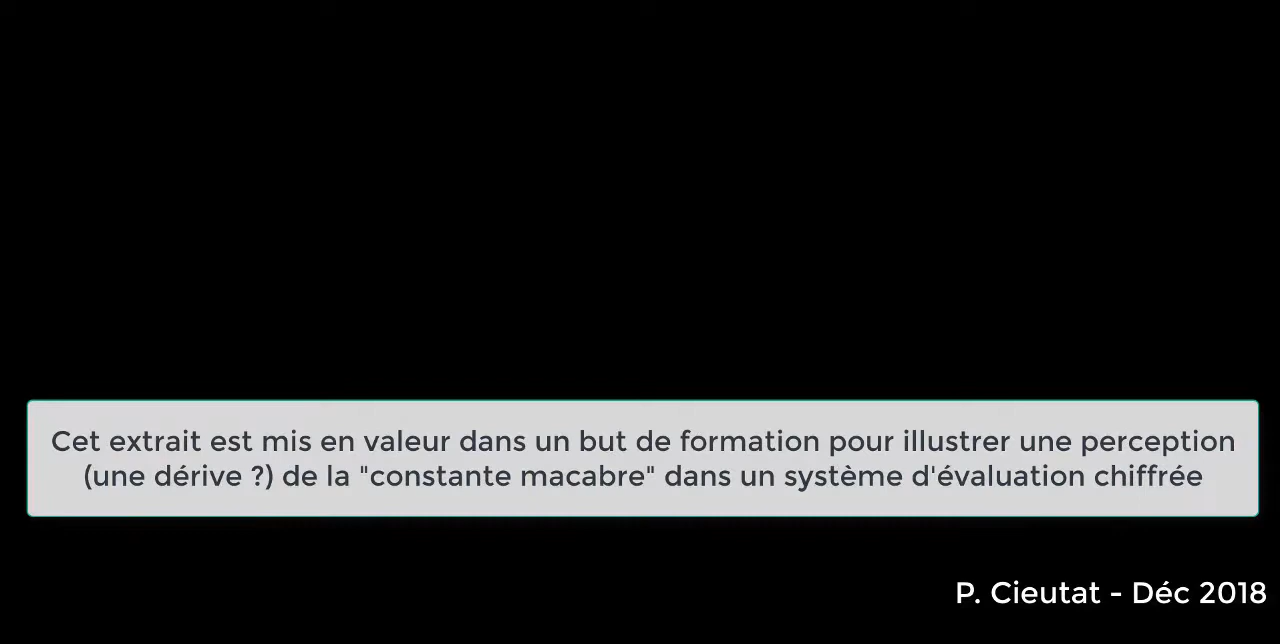 Cet extrait est mis en valeur dans un but de formation pour illustrer une perception
(une dérive ?) de la "constante macabre" dans un système d'évaluation chiffrée
P. Cieutat - Déc 2018